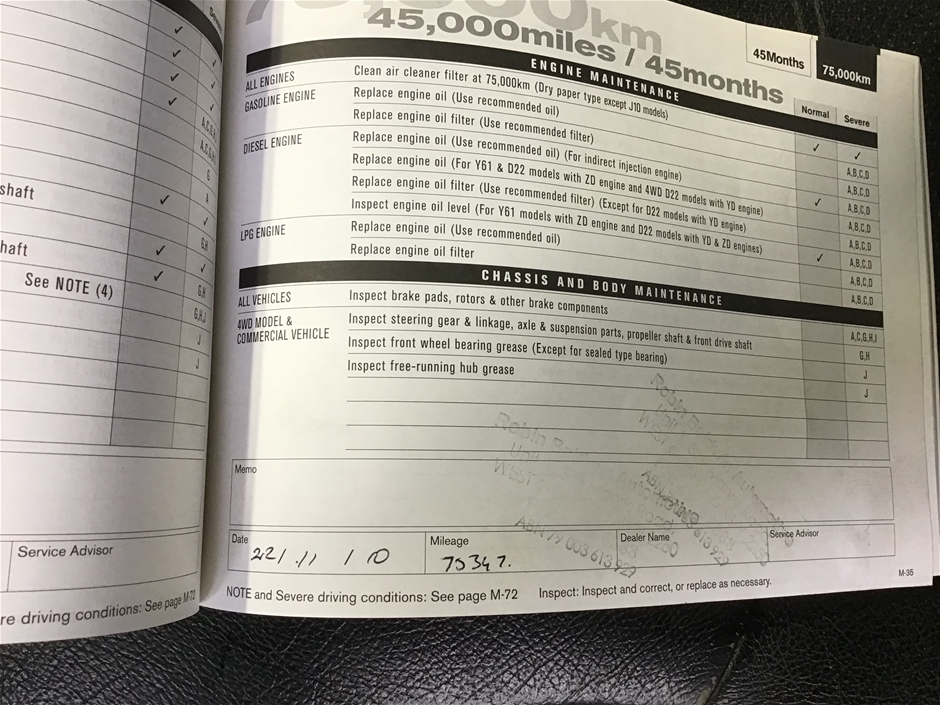 shaft
haft
See NOTE (4)
Service Advisor
re driving conditions: See page M-72
75,000km
45,000miles / 45months
45Months
75,000km
ENGINE MAINTENANCE
Normal
Severe
ALL ENGINES
Clean air cleaner filter at 75,000km (Dry paper type except J10 models)
GASOLINE ENGINE
Replace engine oil (Use recommended oil)
✓ ✓
Replace engine oil filter (Use recommended filter)
A,B,C,D
DIESEL ENGINE
Replace engine oil (Use recommended oil) (For indirect injection engine)
A,B,C,D
Replace engine oil (For Y61 & D22 models with ZD engine and 4WD D22 models with YD engine)
✓ A,B,C,D
Replace engine oil filter (Use recommended filter) (Except for D22 models with YD engine)
A,B,C,D
Inspect engine oil level (For Y61 models with ZD engine and D22 models with YD & ZD engines)
A,B,C,D
LPG ENGINE
Replace engine oil (Use recommended oil)
✓ A,B,C,D
Replace engine oil filter
A,B,C,D
A,B,C,D
CHASSIS AND BODY MAINTENANCE
ALL VEHICLES
Inspect brake pads, rotors & other brake components
A,C,G,H,I
4WD MODEL &
COMMERCIAL VEHICLE
Inspect steering gear & linkage, axle & suspension parts, propeller shaft & front drive shaft
G,H
Inspect front wheel bearing grease (Except for sealed type bearing)
J
Inspect free-running hub grease
J
Robin
Unit
WEST
ABN 79 003 613 929
Memo
Date
22/ 11 / 10
Mileage
75347.
Dealer Name
Service Advisor
NOTE and Severe driving conditions: See page M-72
Inspect: Inspect and correct, or replace as necessary.
M-35